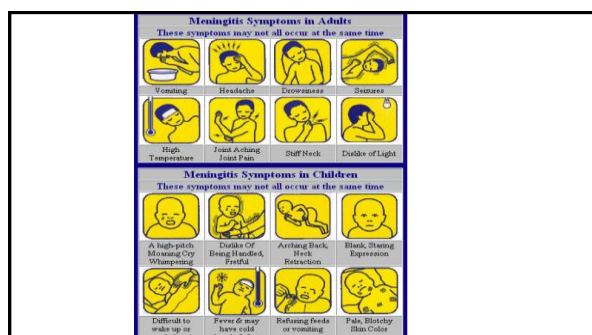 Meningitis Symptoms in Adults
These symptoms may not all occur at the same time
Vomiting
Headache
Drowsiness
Seizures
High
Temperature
Joint Aching
Joint Pain
Stiff Neck
Dislike of Light
Meningitis Symptoms in Children
These symptoms may not all occur at the same time
A high-pitch
Moaning Cry
Whimpering
Dislike Of
Being Handled,
Fretful
Arching Back,
Neck
Retraction
Blank, Staring
Expression
Difficult to
wake up or
Fever & may
have cold
Refusing feeds
or vomiting
Pale, Blotchy
Skin Color